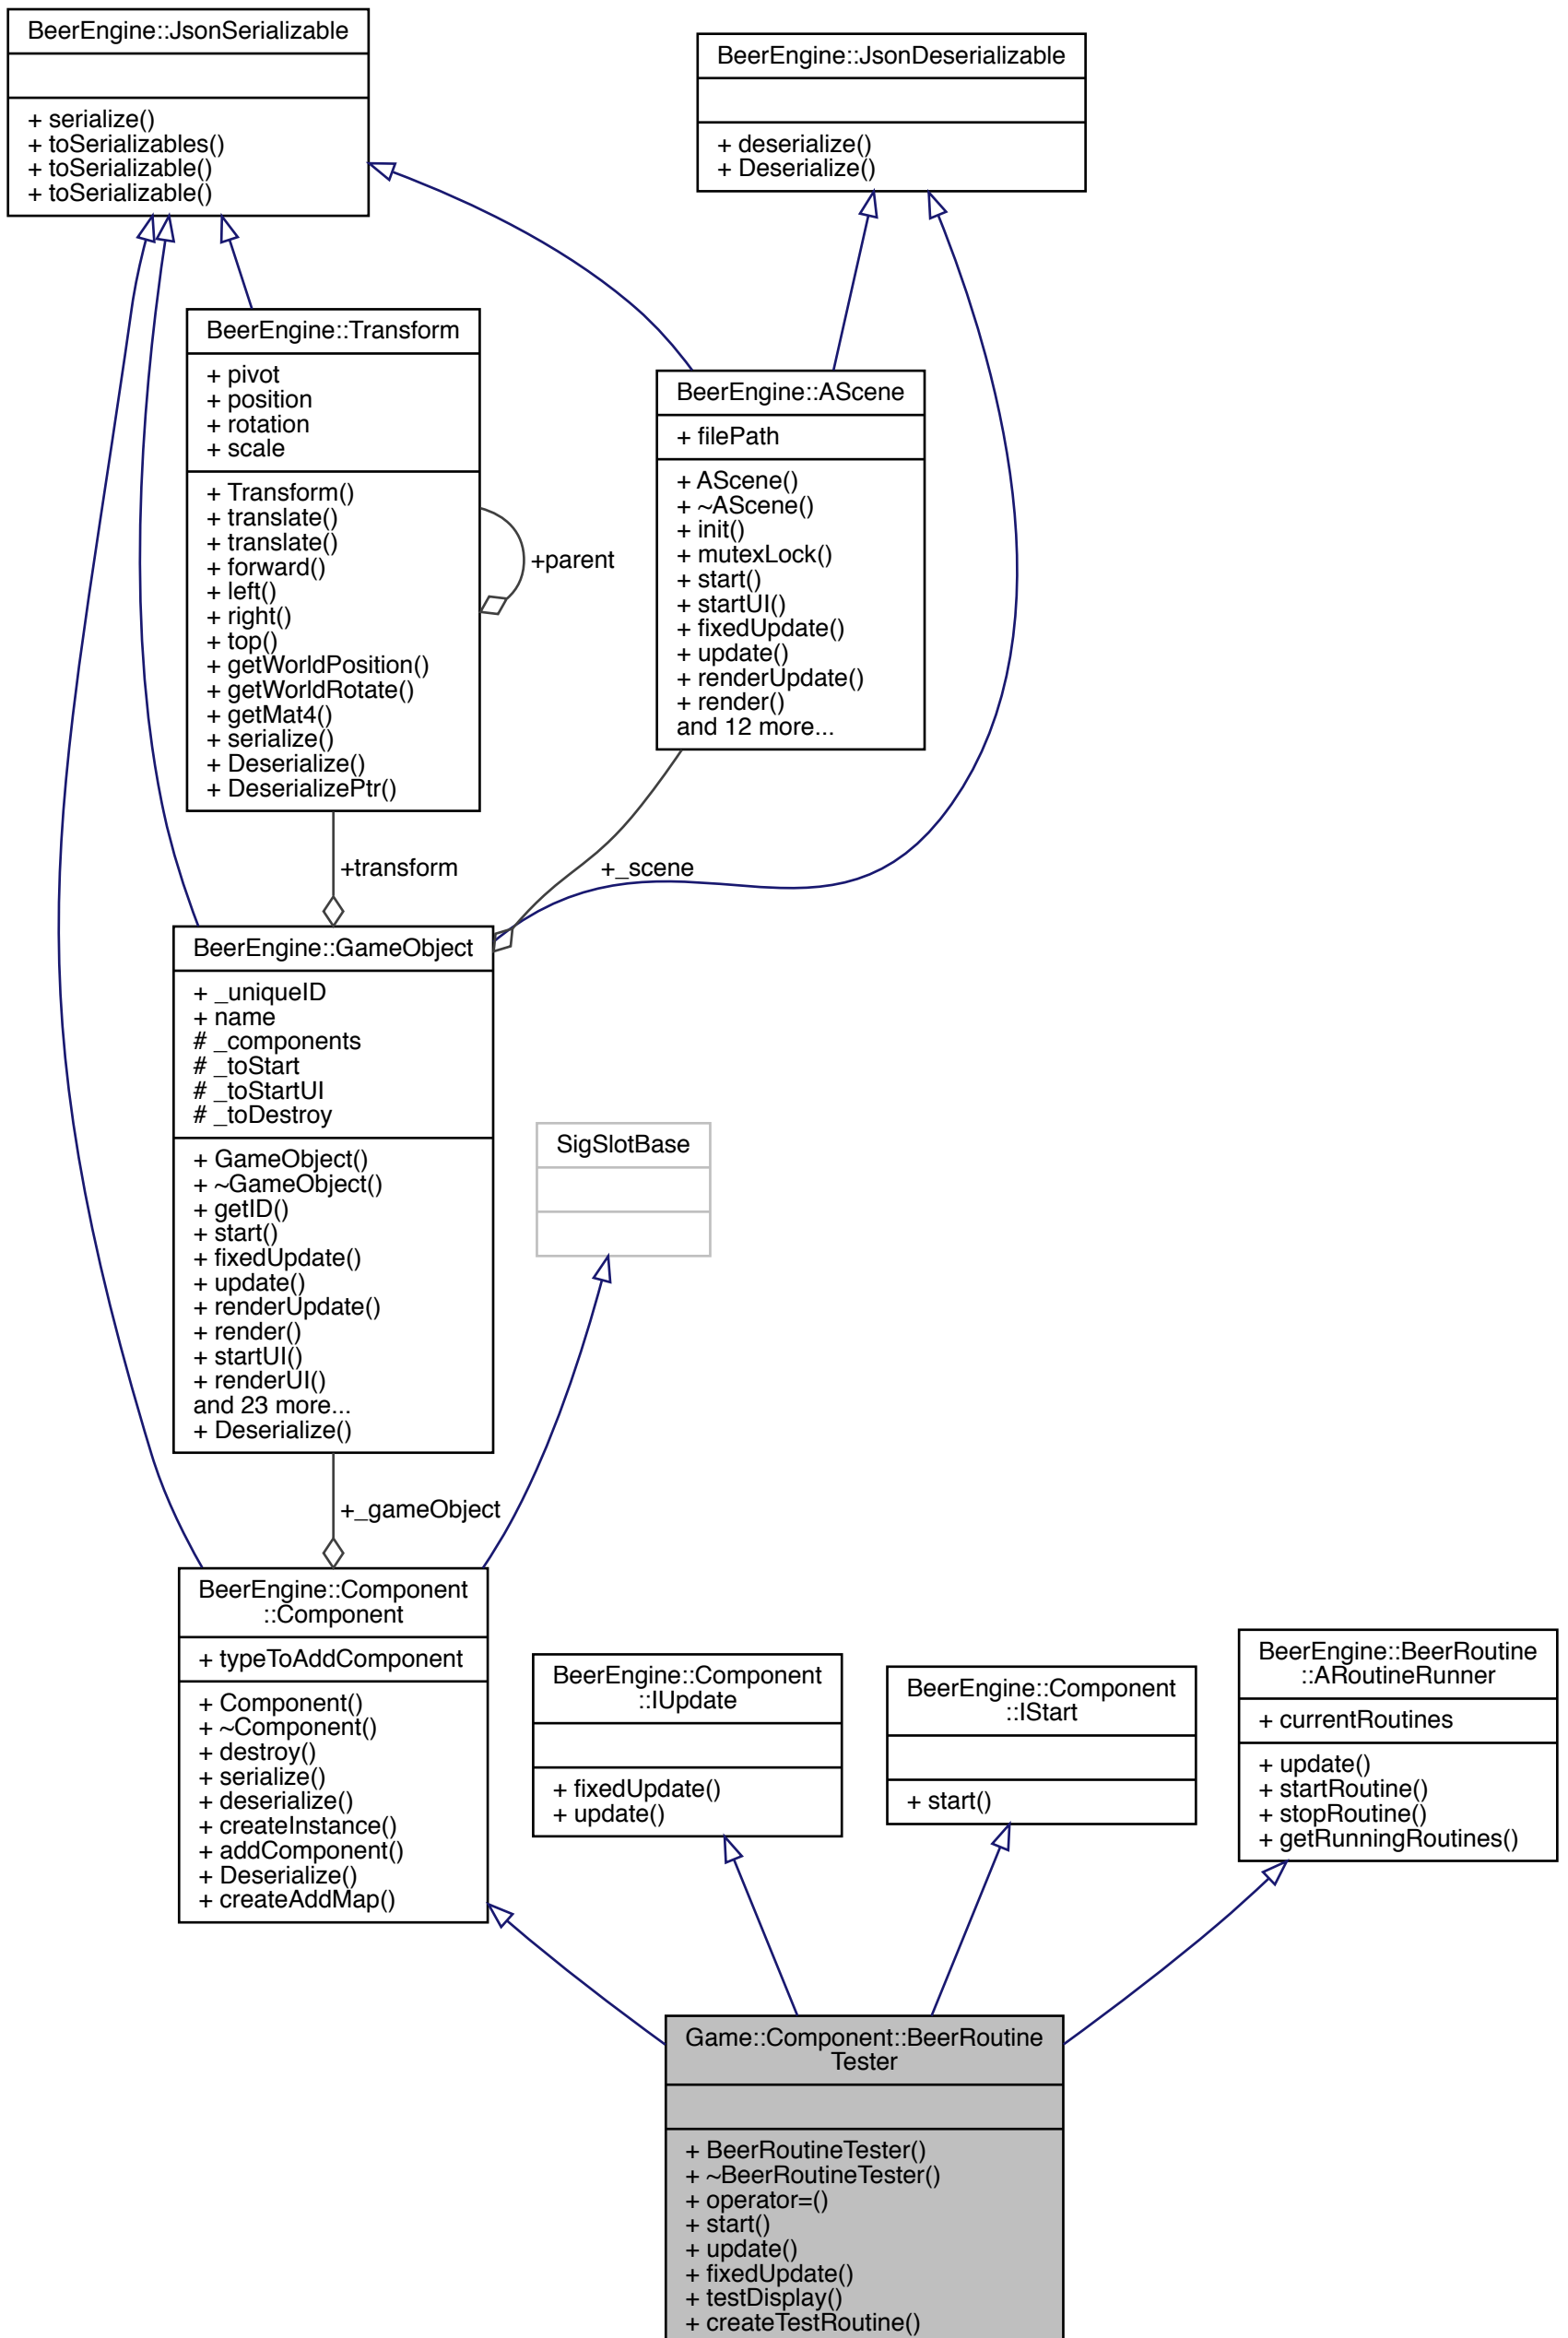 BeerEngine::JsonSerializable
+ serialize()
+ toSerializables()
+ toSerializable()
+ toSerializable()
BeerEngine::JsonDeserializable
+ deserialize()
+ Deserialize()
BeerEngine::Transform
+ pivot
+ position
+ rotation
+ scale
+ Transform()
+ translate()
+ translate()
+ forward()
+ left()
+ right()
+ top()
+ getWorldPosition()
+ getWorldRotate()
+ getMat4()
+ serialize()
+ Deserialize()
+ DeserializePtr()
+parent
BeerEngine::AScene
+ filePath
+ AScene()
+ ~AScene()
+ init()
+ mutexLock()
+ start()
+ startUI()
+ fixedUpdate()
+ update()
+ renderUpdate()
+ render()
and 12 more...
+transform
+_scene
BeerEngine::GameObject
+ _uniqueID
+ name
# _components
# _toStart
# _toStartUI
# _toDestroy
+ GameObject()
+ ~GameObject()
+ getID()
+ start()
+ fixedUpdate()
+ update()
+ renderUpdate()
+ render()
+ startUI()
+ renderUI()
and 23 more...
+ Deserialize()
SigSlotBase
+_gameObject
BeerEngine::Component
::Component
+ typeToAddComponent
+ Component()
+ ~Component()
+ destroy()
+ serialize()
+ deserialize()
+ createInstance()
+ addComponent()
+ Deserialize()
+ createAddMap()
BeerEngine::Component
::IUpdate
+ fixedUpdate()
+ update()
BeerEngine::Component
::IStart
+ start()
BeerEngine::BeerRoutine
::ARoutineRunner
+ currentRoutines
+ update()
+ startRoutine()
+ stopRoutine()
+ getRunningRoutines()
Game::Component::BeerRoutine
Tester
+ BeerRoutineTester()
+ ~BeerRoutineTester()
+ operator=()
+ start()
+ update()
+ fixedUpdate()
+ testDisplay()
+ createTestRoutine()